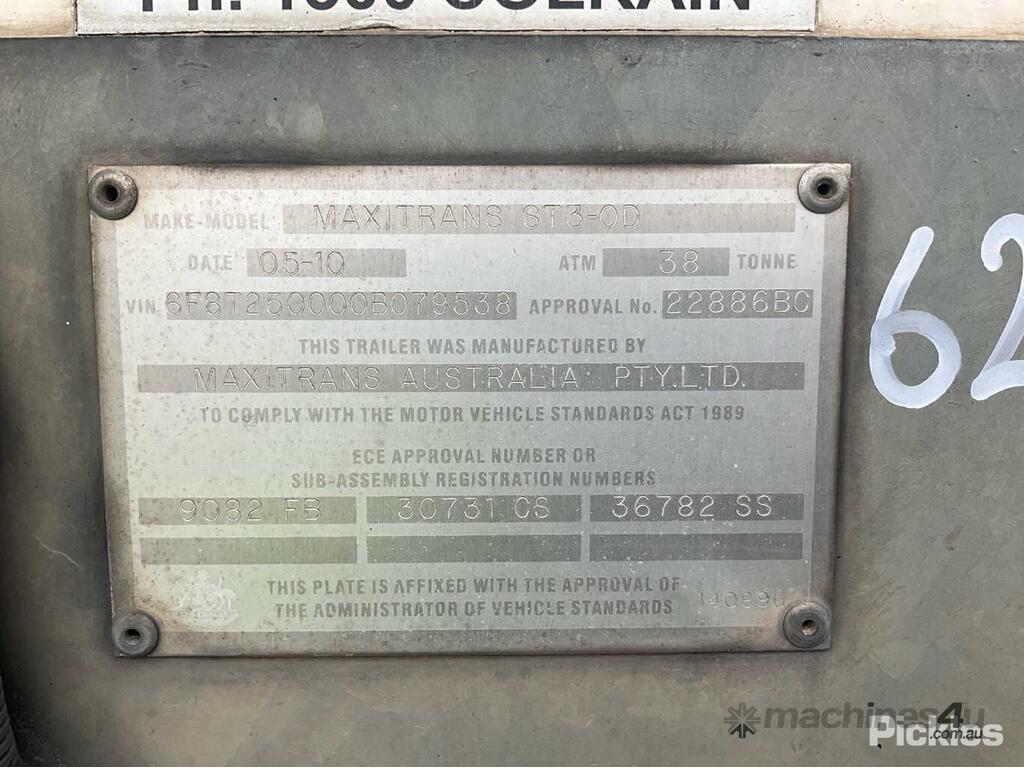 PH: 1300 COLRAIN
MAKE-MODEL MAXITRANS ST3-OD
DATE 05-10 ATM 38 TONNE
VIN 6F8T250000B079538 APPROVAL No. 22886BC
THIS TRAILER WAS MANUFACTURED BY
MAXITRANS AUSTRALIA PTY.LTD.
TO COMPLY WITH THE MOTOR VEHICLE STANDARDS ACT 1989
ECE APPROVAL NUMBER OR
SUB-ASSEMBLY REGISTRATION NUMBERS
9082 FB 30731 CS 36782 SS
THIS PLATE IS AFFIXED WITH THE APPROVAL OF
THE ADMINISTRATOR OF VEHICLE STANDARDS 140996
62
machines4u
.com.au
Pickles